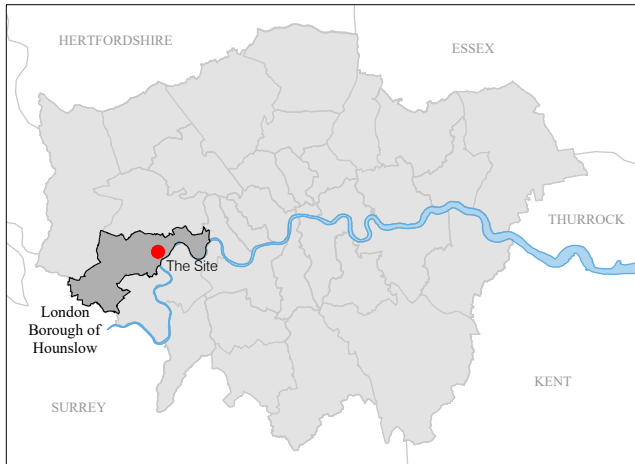 HERTFORDSHIRE
ESSEX
THURROCK
The Site
London
Borough of
Hounslow
KENT
SURREY